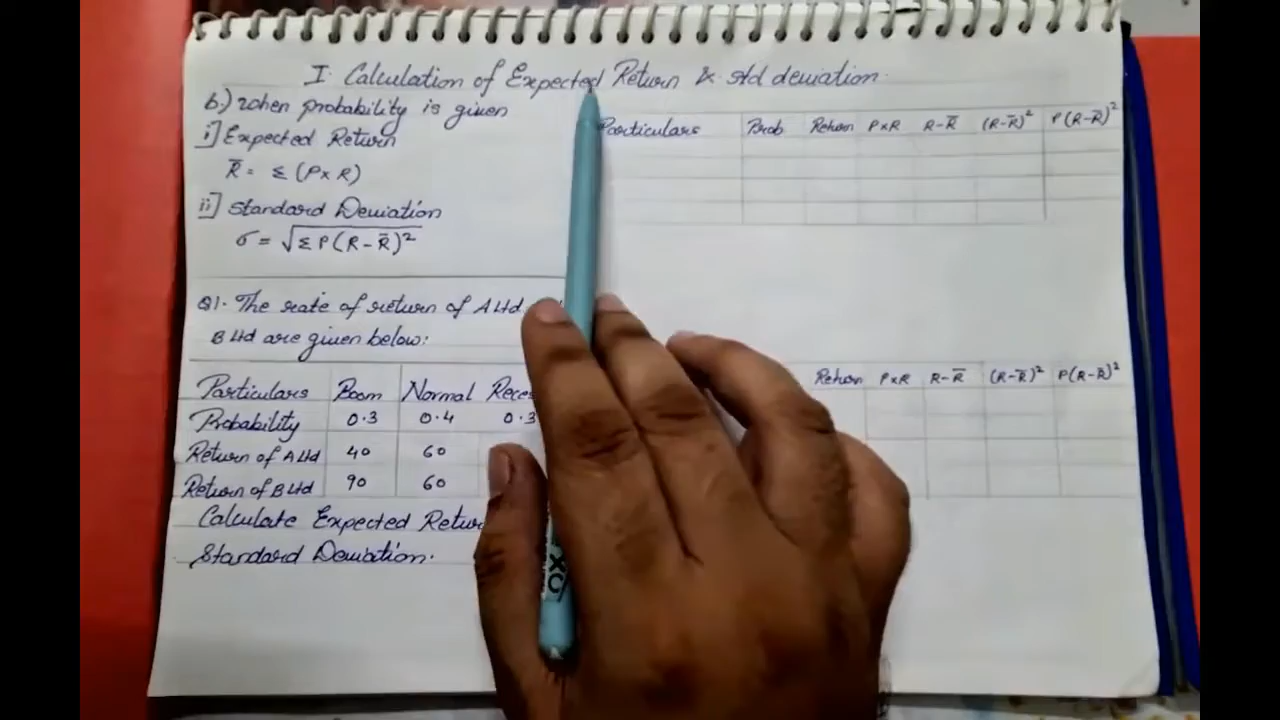 I. Calculation of Expected Return & Std deviation.
b.) When probability is given
i] Expected Return
R̄ = Σ (P×R)
ii] Standard Deviation
σ = √Σ P(R-R̄)²
Particulars Prob Return P×R R-R̄ (R-R̄)² P(R-R̄)²
Q1. The rate of return of A Ltd
B Ltd are given below:
Particulars Boom Normal
Probability 0.3 0.4 0.3
Return of A Ltd 40 60
Return of B Ltd 90 60
Calculate Expected
Standard Deviation.
Return P×R R-R̄ (R-R̄)² P(R-R̄)²